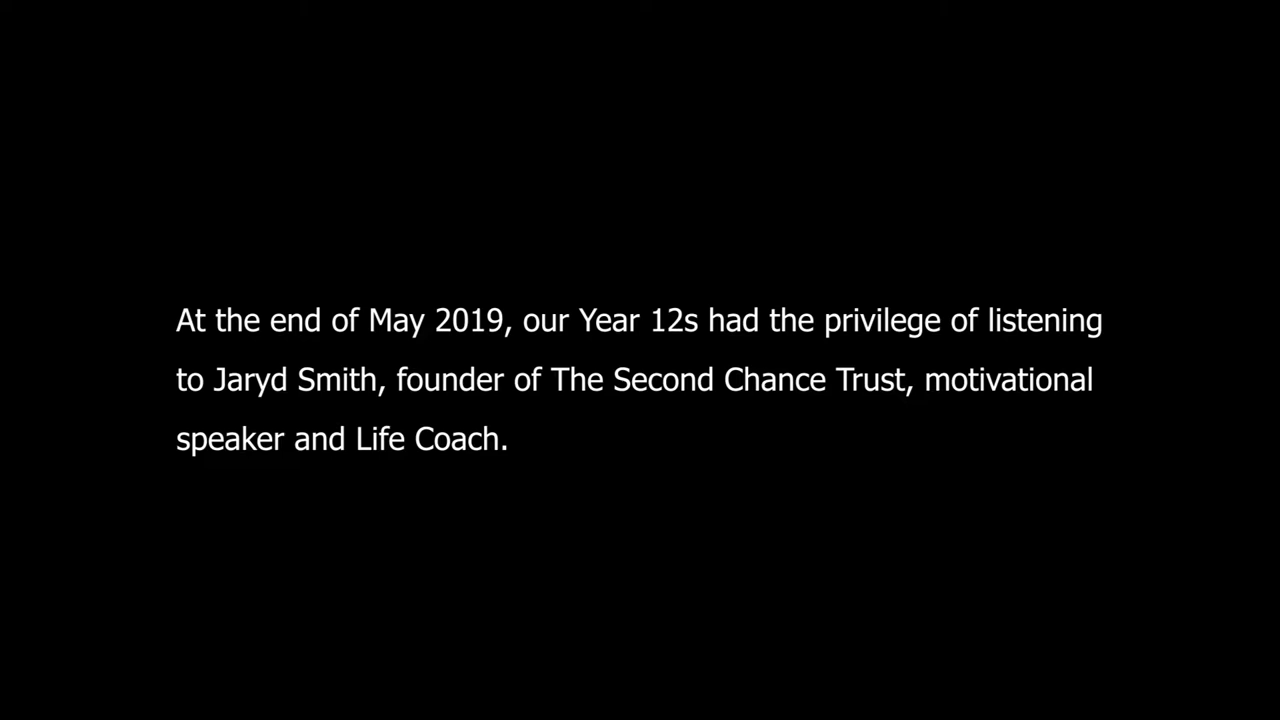 At the end of May 2019, our Year 12s had the privilege of listening
to Jaryd Smith, founder of The Second Chance Trust, motivational
speaker and Life Coach.